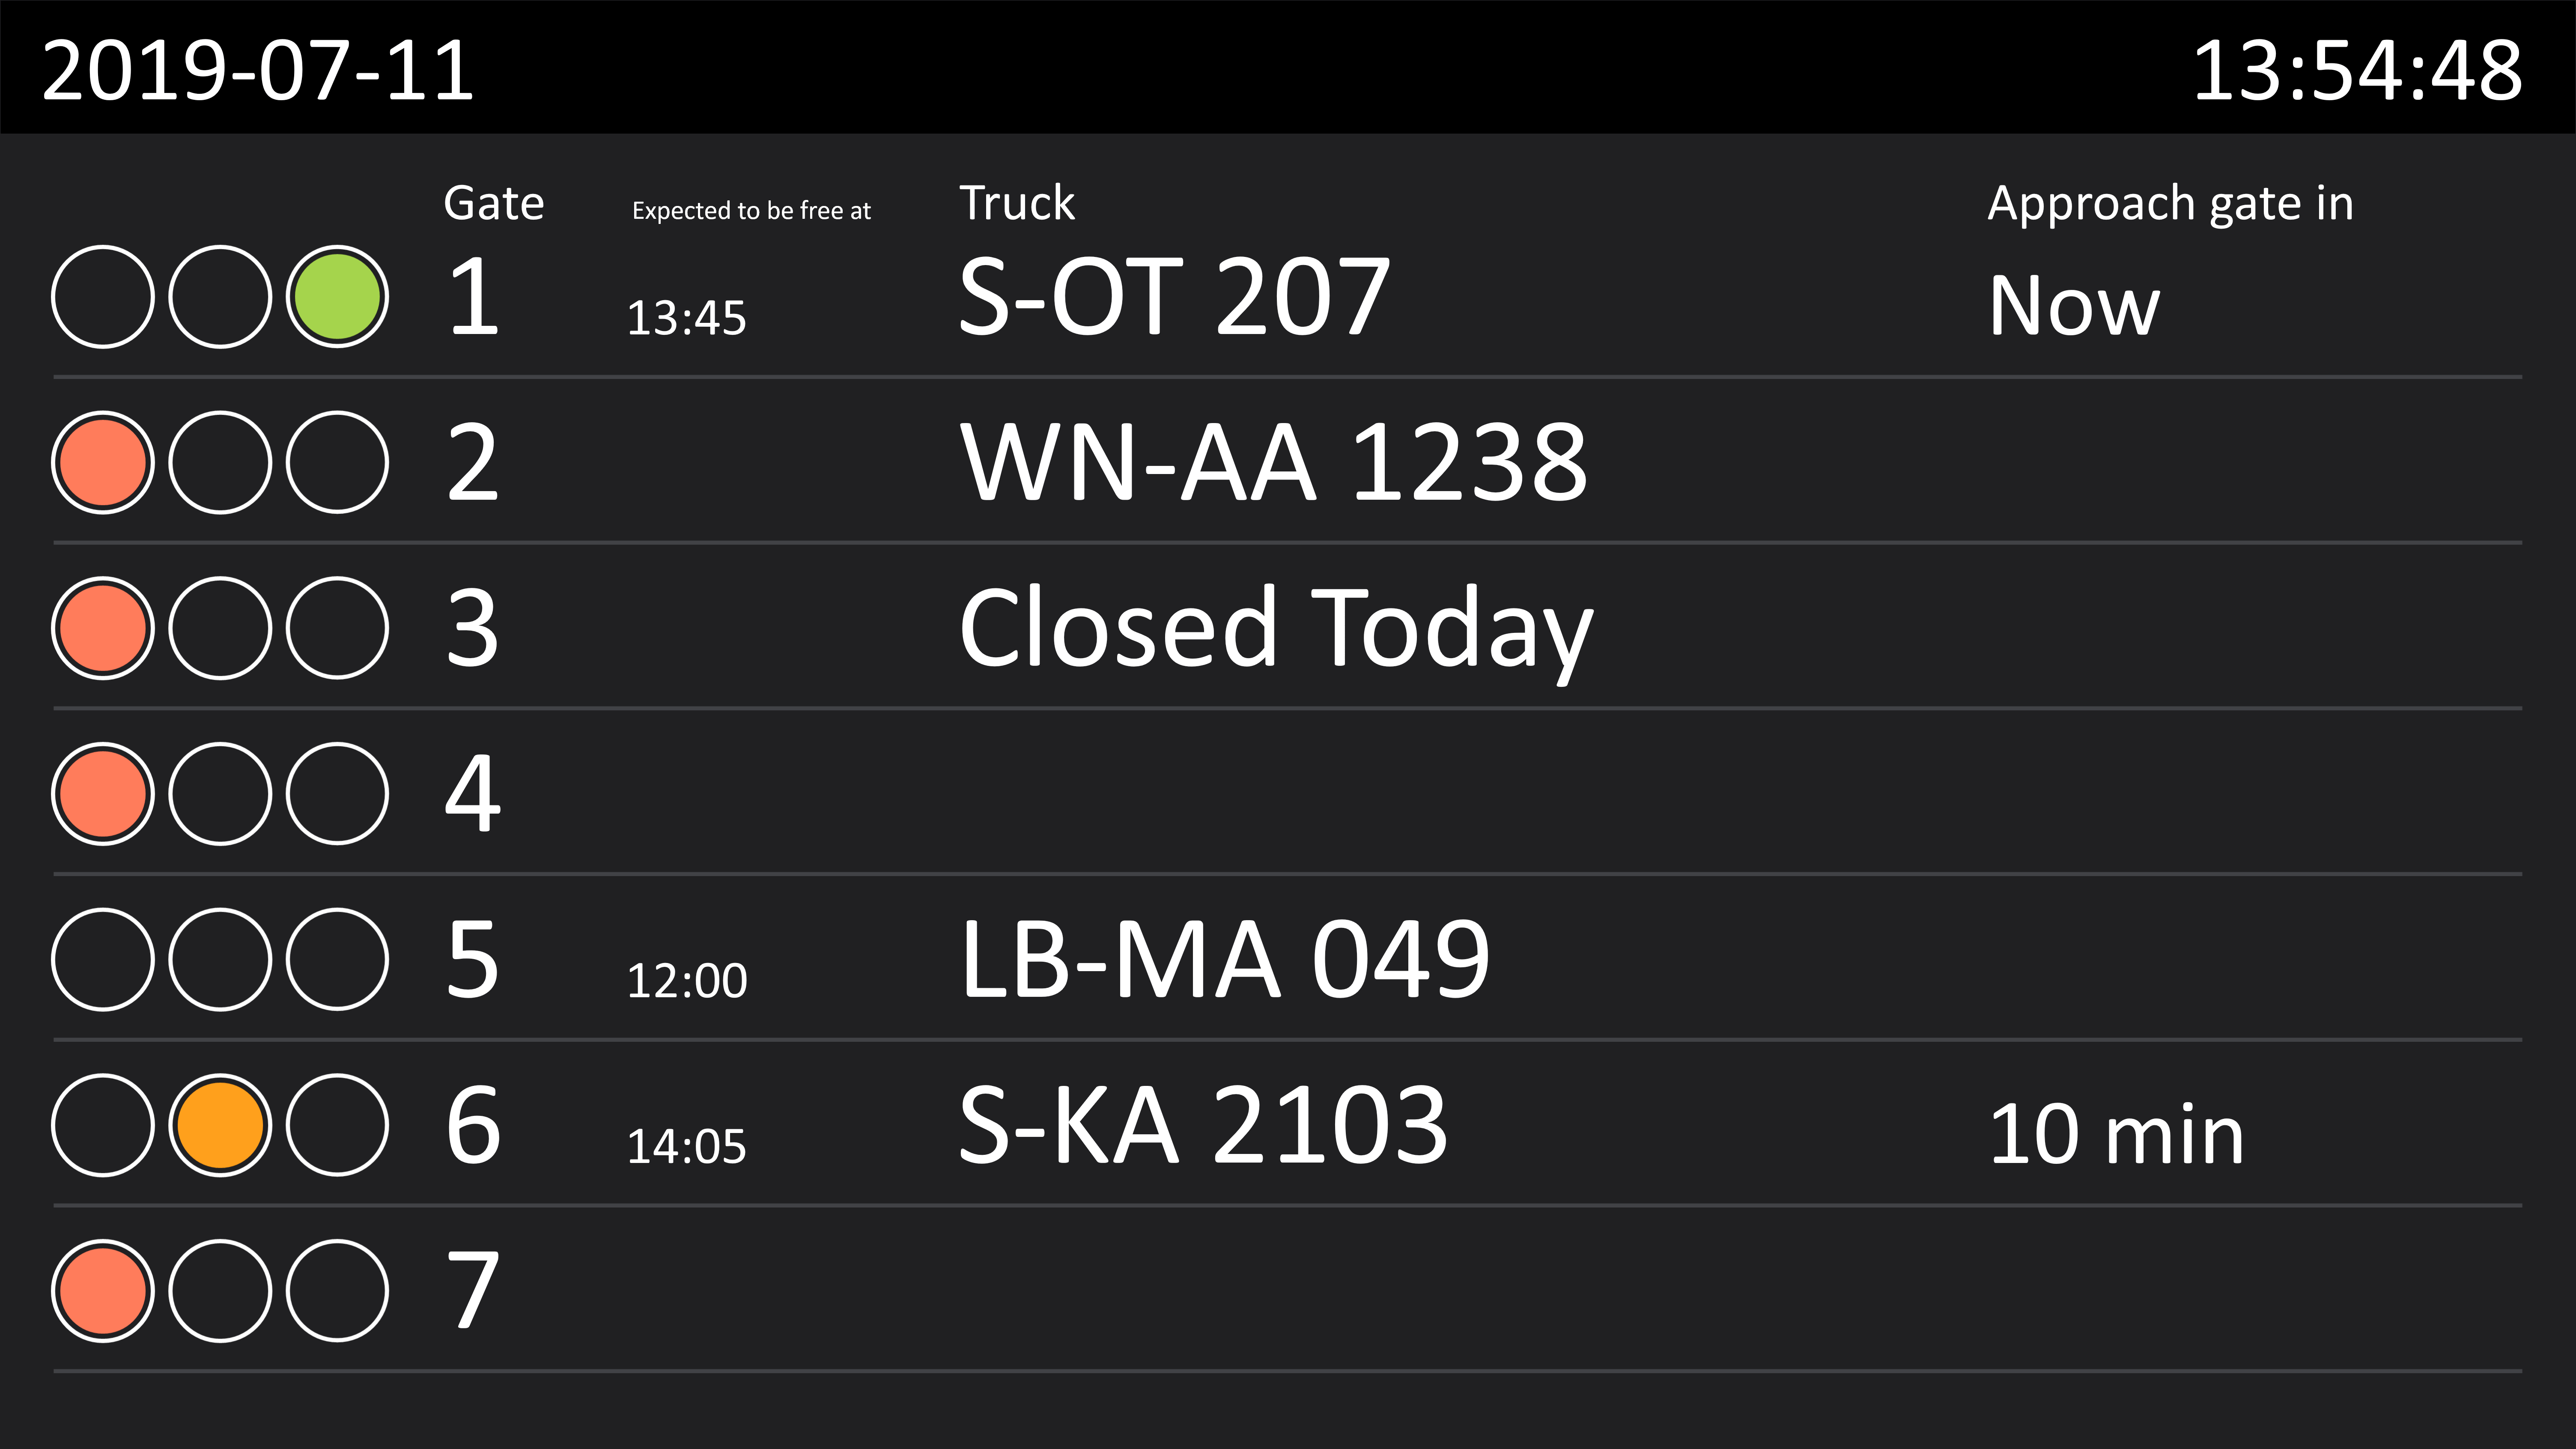 2019-07-11 13:54:48
Gate Expected to be free at Truck Approach gate in
1 13:45 S-OT 207 Now
2 WN-AA 1238
3 Closed Today
4
5 12:00 LB-MA 049
6 14:05 S-KA 2103 10 min
7